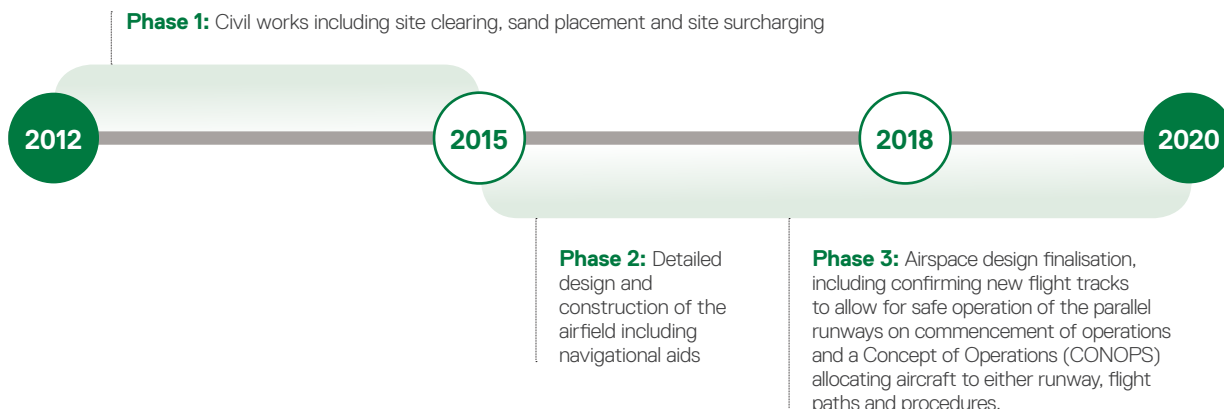 Phase 1: Civil works including site clearing, sand placement and site surcharging
2012
2015
2018
2020
Phase 2: Detailed
design and
construction of the
airfield including
navigational aids
Phase 3: Airspace design finalisation,
including confirming new flight tracks
to allow for safe operation of the parallel
runways on commencement of operations
and a Concept of Operations (CONOPS)
allocating aircraft to either runway, flight
paths and procedures.